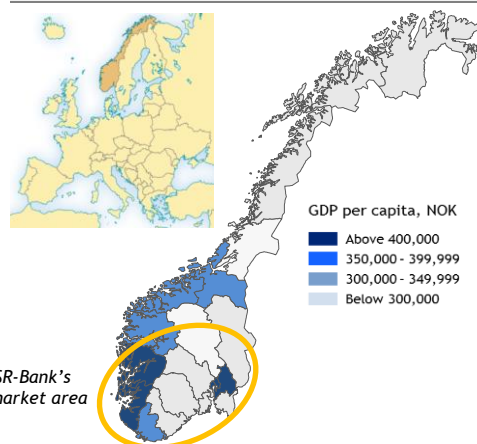 GDP per capita, NOK
Above 400,000
350,000 - 399,999
300,000 - 349,999
Below 300,000
SR-Bank's
market area